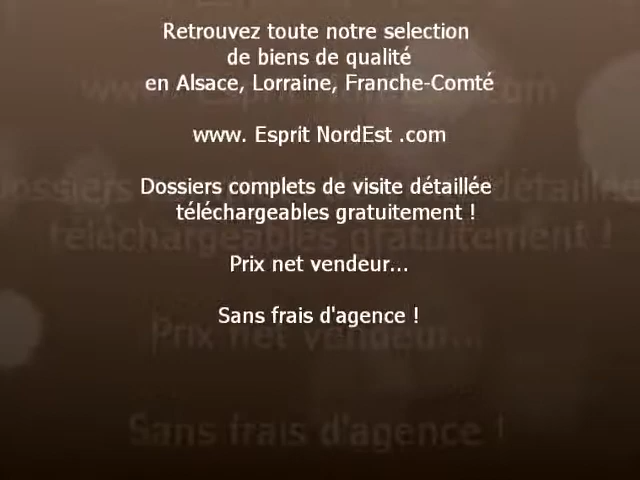 Retrouvez toute notre selection
de biens de qualité
en Alsace, Lorraine, Franche-Comté
www. Esprit NordEst .com
Dossiers complets de visite détaillée
téléchargeables gratuitement !
Prix net vendeur...
Sans frais d'agence !